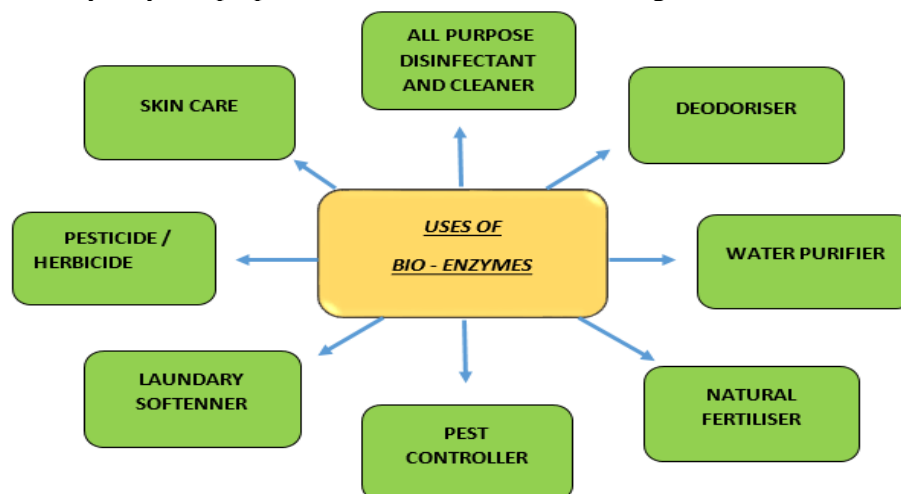 ALL PURPOSE
DISINFECTANT
AND CLEANER
SKIN CARE
DEODORISER
USES OF
BIO - ENZYMES
PESTICIDE /
HERBICIDE
WATER PURIFIER
LAUNDARY
SOFTENNER
PEST
CONTROLLER
NATURAL
FERTILISER